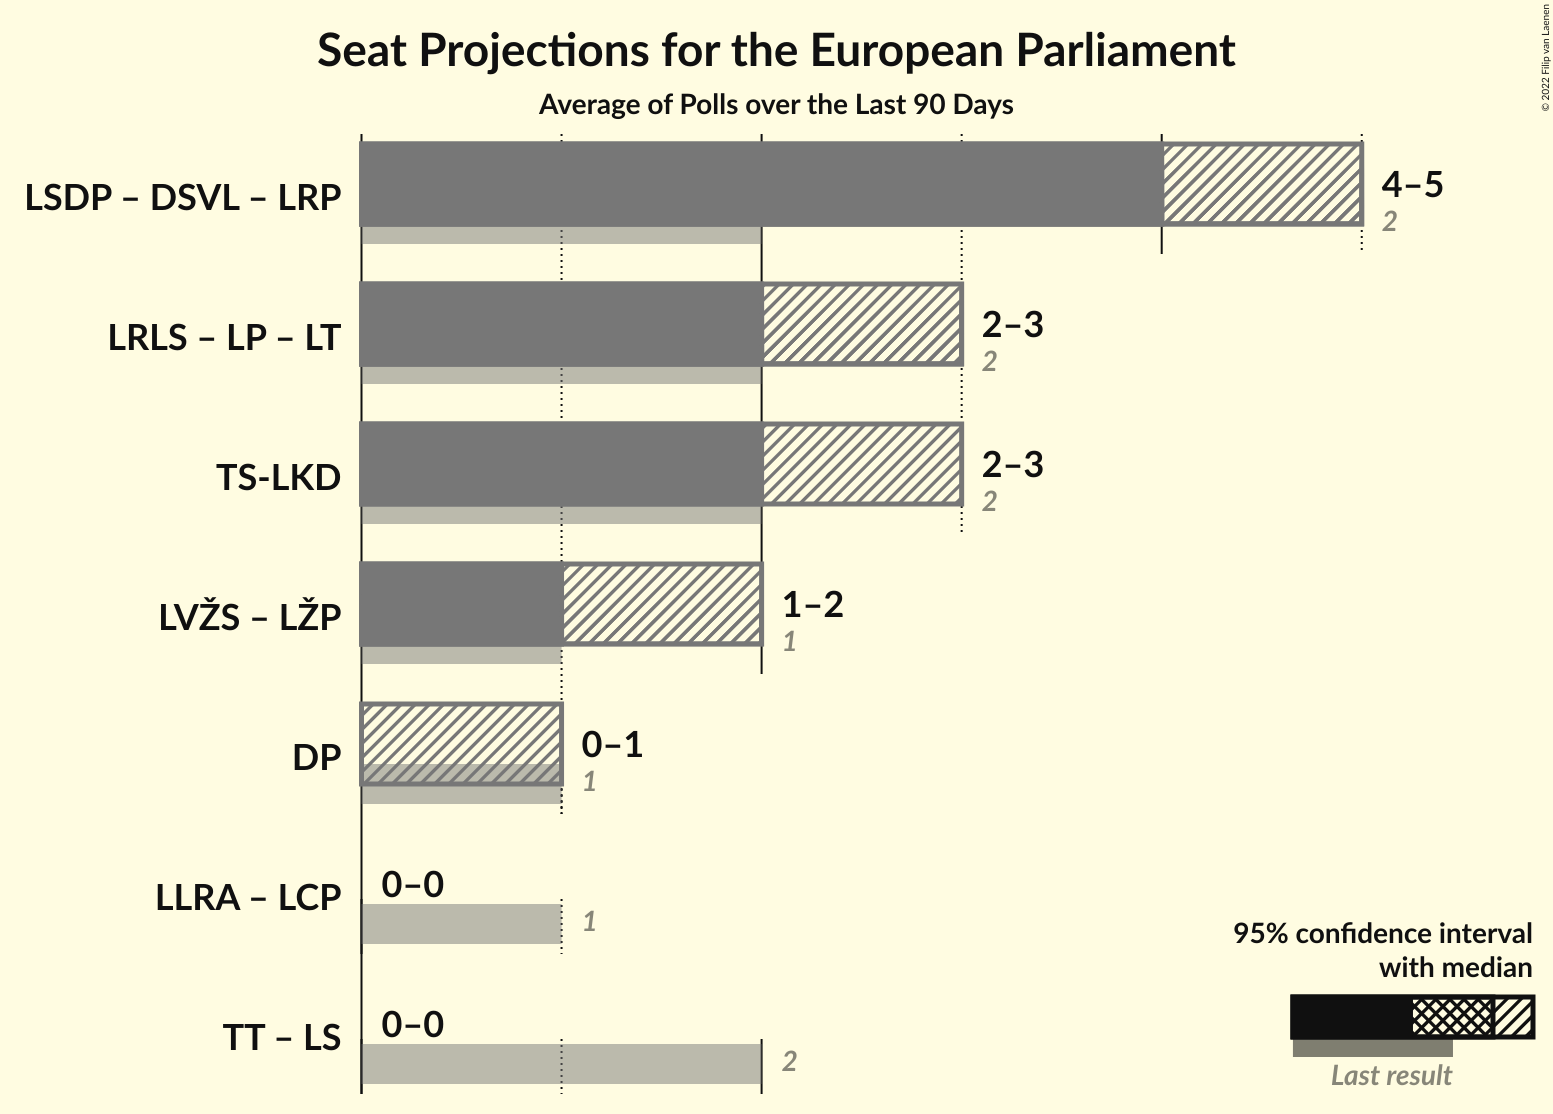 Seat Projections for the European Parliament
Average of Polls over the Last 90 Days
© 2022 Filip van Laenen
LSDP – DSVL – LRP
4–5
2
LRLS – LP – LT
2–3
2
TS-LKD
2–3
2
LVŽS – LŽP
1–2
1
DP
0–1
1
LLRA – LCP
0–0
1
TT – LS
0–0
2
95% confidence interval
with median
Last result